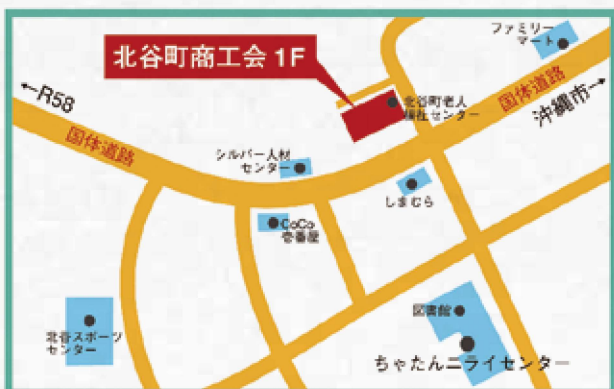 ファミリー
マート
北谷町商工会 1F
←R58
国体道路
沖縄市→
北谷町老人
福祉センター
国体道路
シルバー人材
センター
しまむら
CoCo
壱番屋
図書館
北谷スポーツ
センター
ちゃたんニライセンター